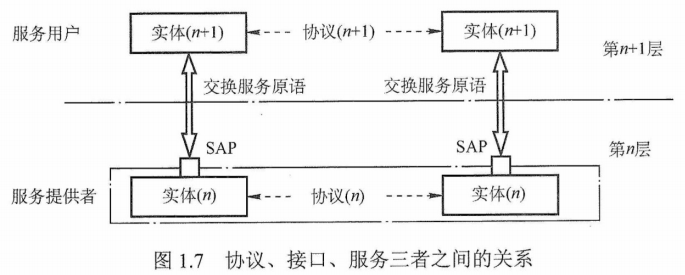 服务用户 实体(n+1) 协议(n+1) 实体(n+1)
第n+1层
交换服务原语 交换服务原语
SAP SAP 第n层
服务提供者 实体(n) 协议(n) 实体(n)
图 1.7 协议、接口、服务三者之间的关系